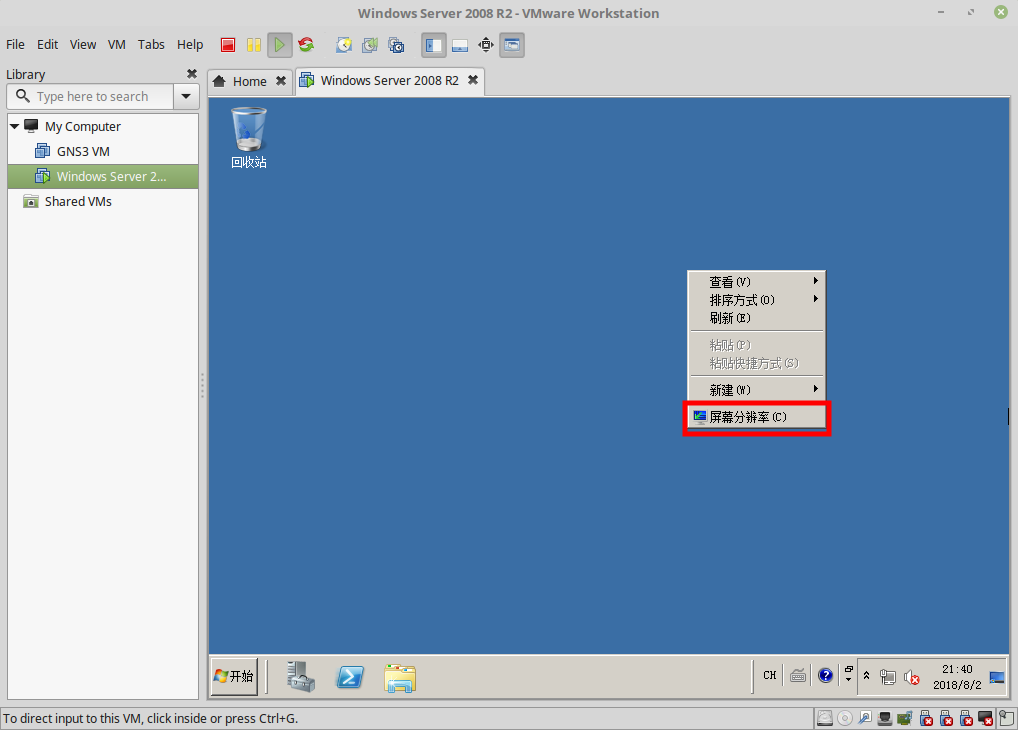 Windows Server 2008 R2 - VMware Workstation
File Edit View VM Tabs Help
Library
Type here to search
My Computer
GNS3 VM
Windows Server 2...
Shared VMs
Home
Windows Server 2008 R2
回收站
查看(V)
排序方式(O)
刷新(E)
粘贴(P)
粘贴快捷方式(S)
新建(W)
屏幕分辨率(C)
开始
CH
21:40
2018/8/2
To direct input to this VM, click inside or press Ctrl+G.